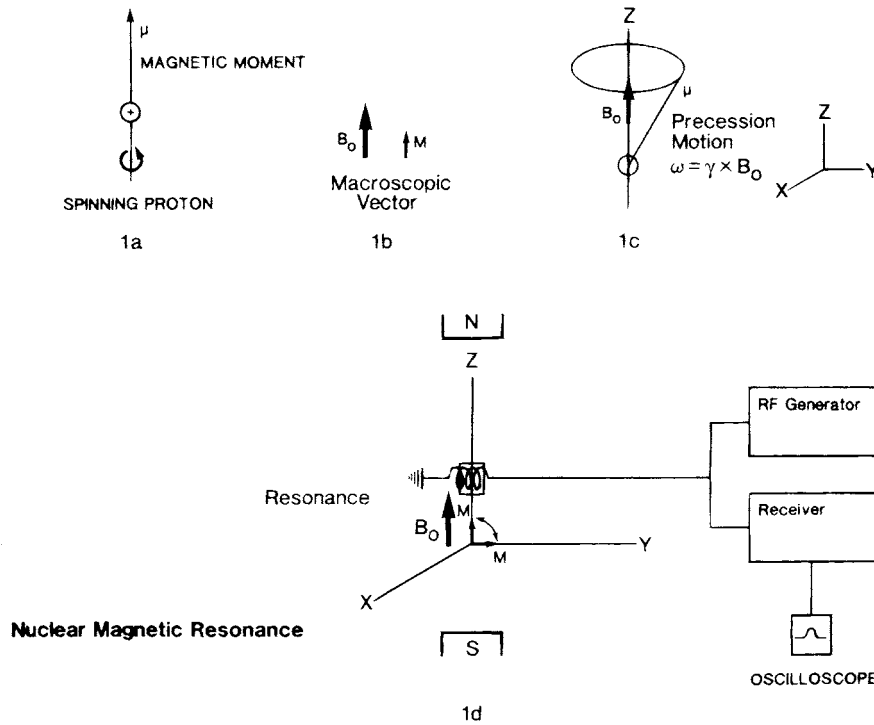 μ
MAGNETIC MOMENT
+
SPINNING PROTON
1a
B₀
M
Macroscopic
Vector
1b
Z
μ
B₀
Precession
Motion
ω = γ × B₀
1c
Z
Y
X
N
Z
RF Generator
Resonance
Receiver
M
B₀
Y
M
X
Nuclear Magnetic Resonance
S
OSCILLOSCOPE
1d